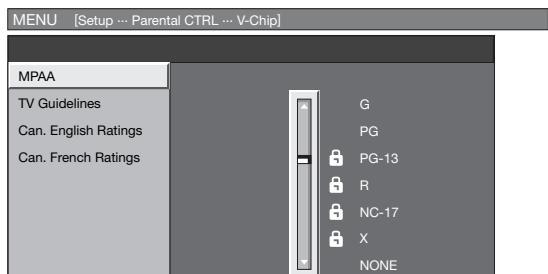 MENU [Setup ··· Parental CTRL ··· V-Chip]
MPAA
TV Guidelines
Can. English Ratings
Can. French Ratings
G
PG
PG-13
R
NC-17
X
NONE